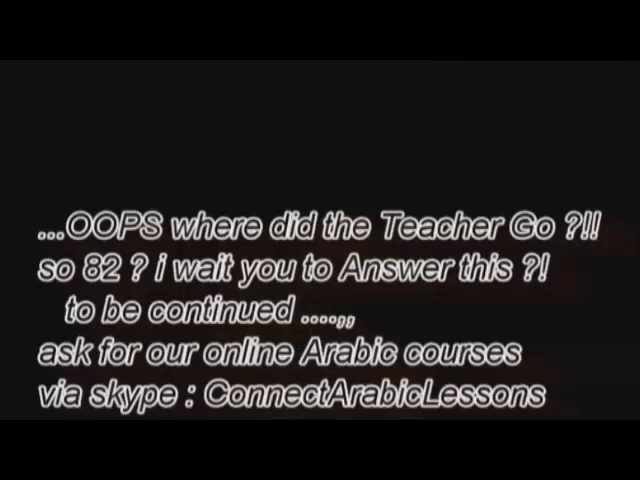 ...OOPS where did the Teacher Go ?!!
so 82 ? i wait you to Answer this ?!
to be continued ....,,
ask for our online Arabic courses
via skype : ConnectArabicLessons